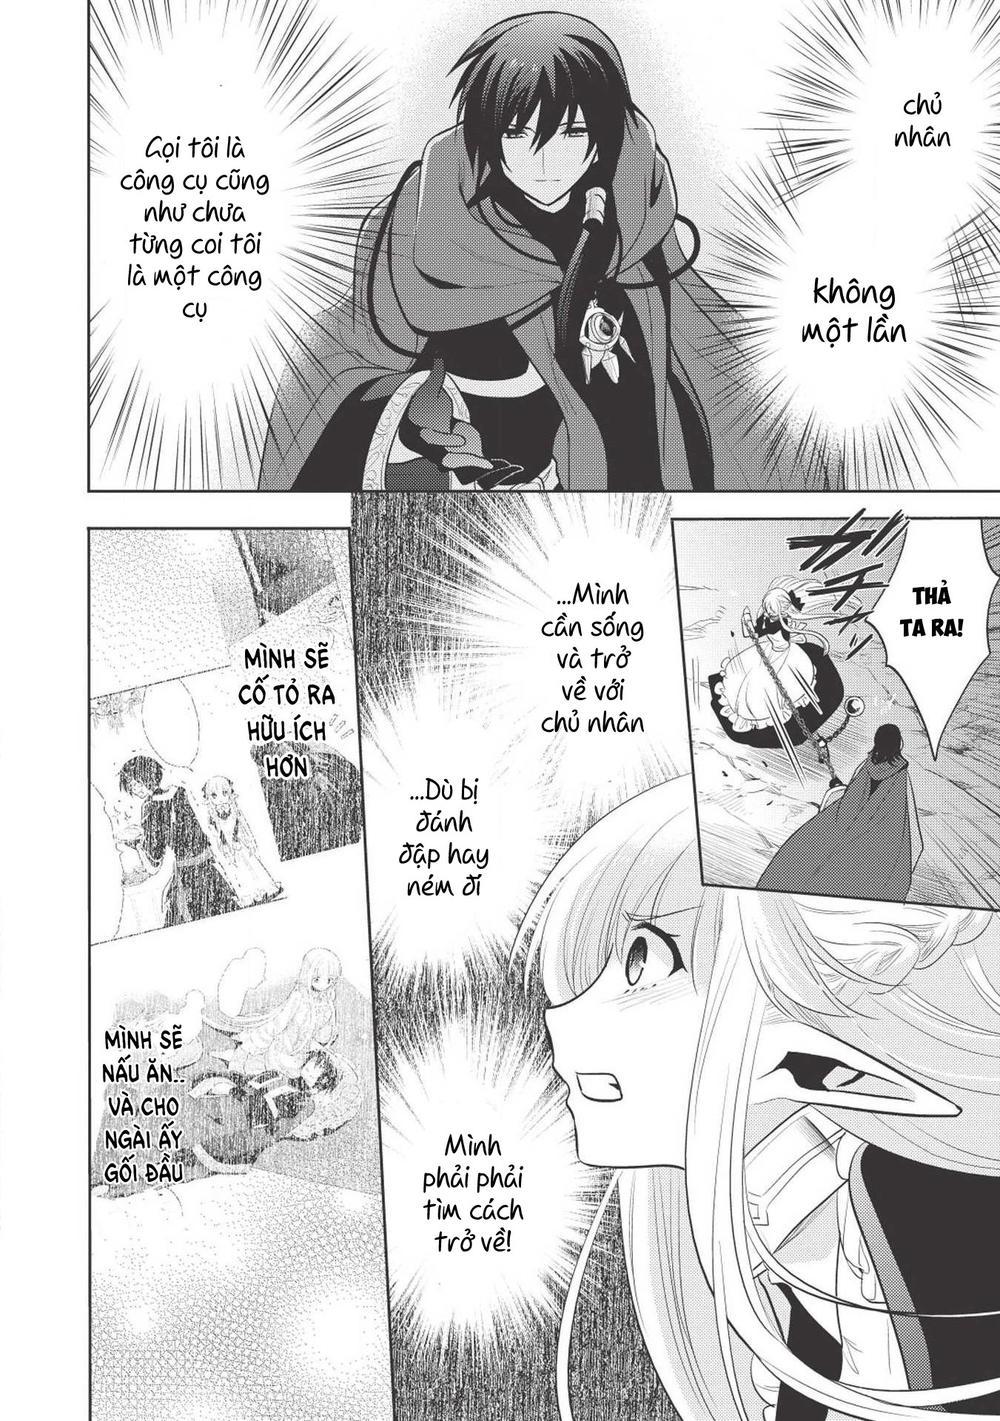 chủ
nhân
không
một lần
Gọi tôi là
công cụ cũng
như chưa
từng coi tôi
là một công
cụ
THẢ
TA RA!
...Mình
cần sống
và trở
về với
chủ nhân
...Dù bị
đánh
đập hay
ném đi
Mình
phải phải
tìm cách
trở về!
MÌNH SẼ
CỐ TỎ RA
HỮU ÍCH
HƠN
MÌNH SẼ
NẤU ĂN..
VÀ CHO
NGÀI ẤY
GỐI ĐẦU